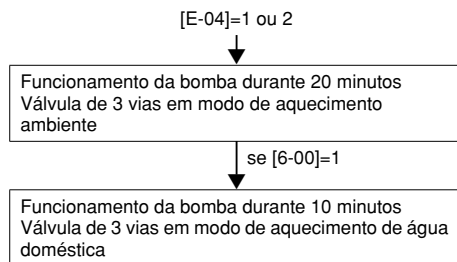 [E-04]=1 ou 2
Funcionamento da bomba durante 20 minutos
Válvula de 3 vias em modo de aquecimento
ambiente
se [6-00]=1
Funcionamento da bomba durante 10 minutos
Válvula de 3 vias em modo de aquecimento de água
doméstica